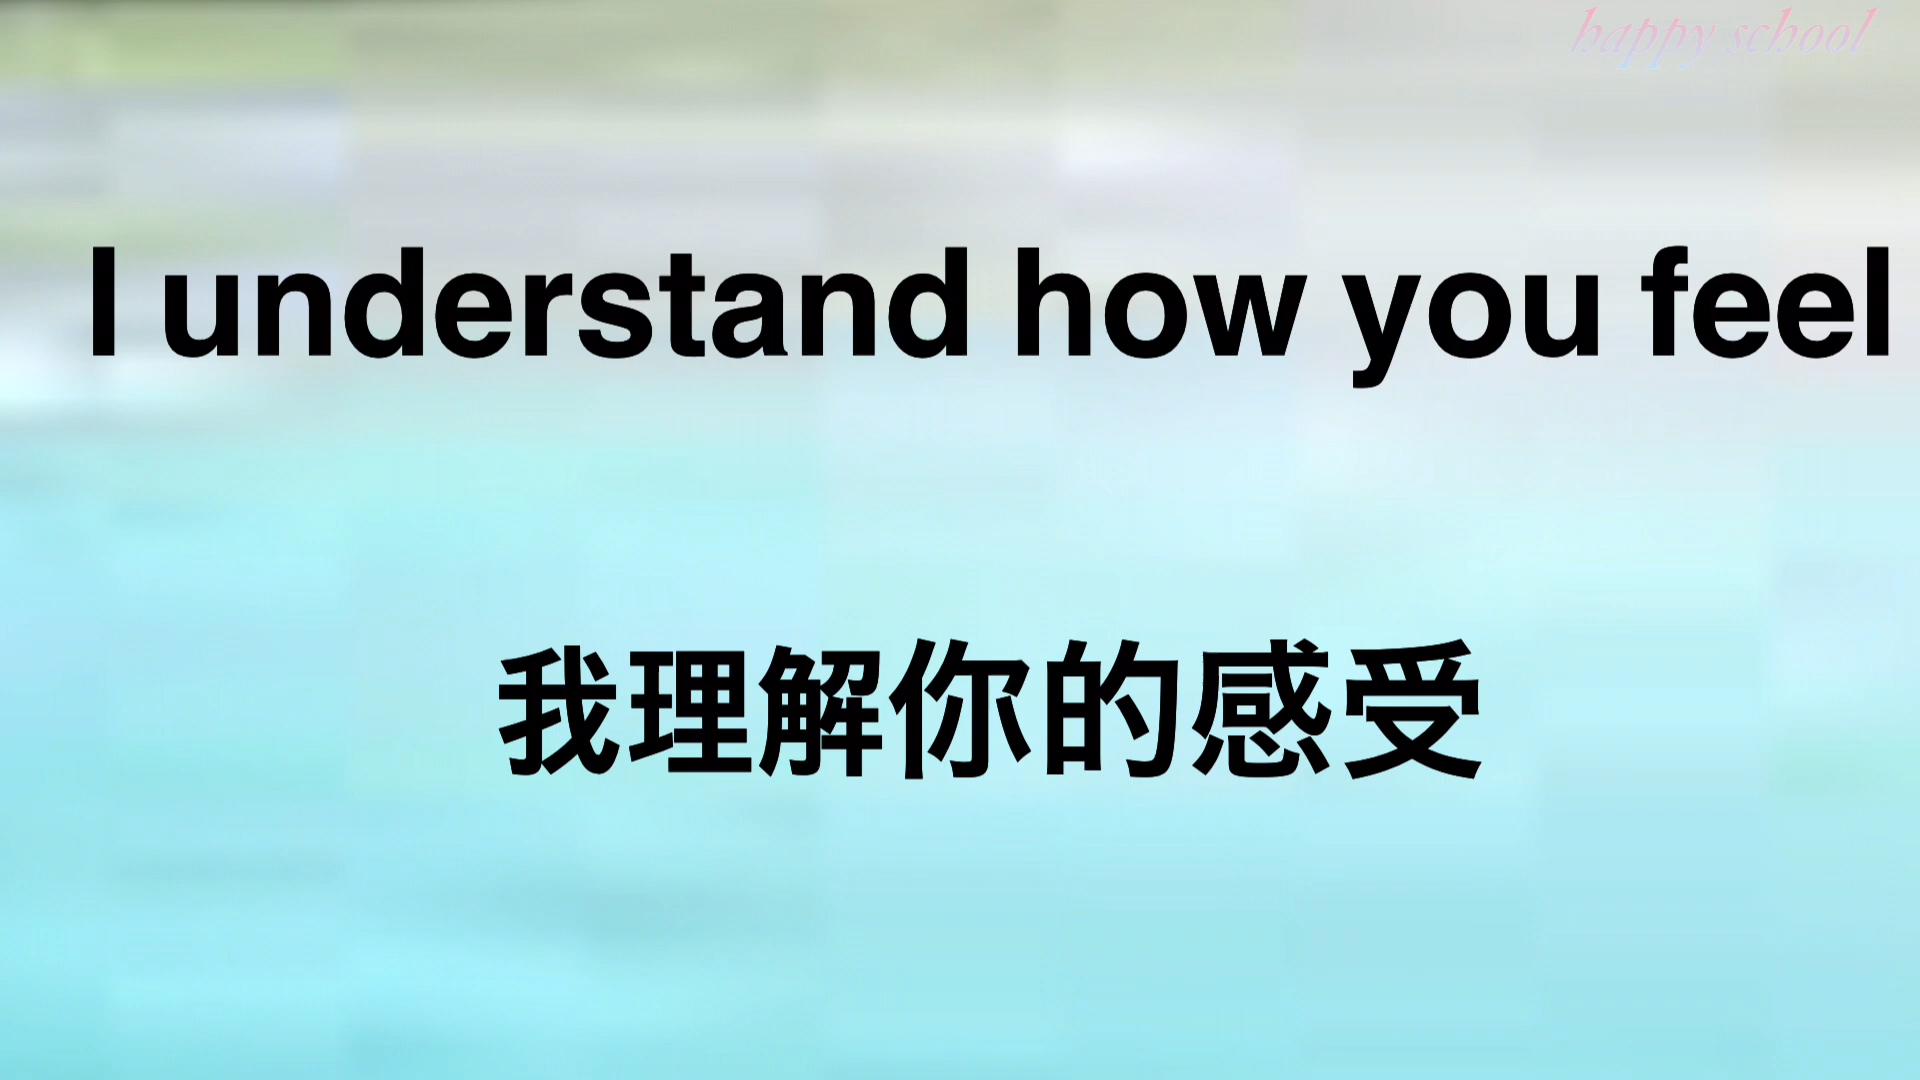 happy school
I understand how you feel
我理解你的感受